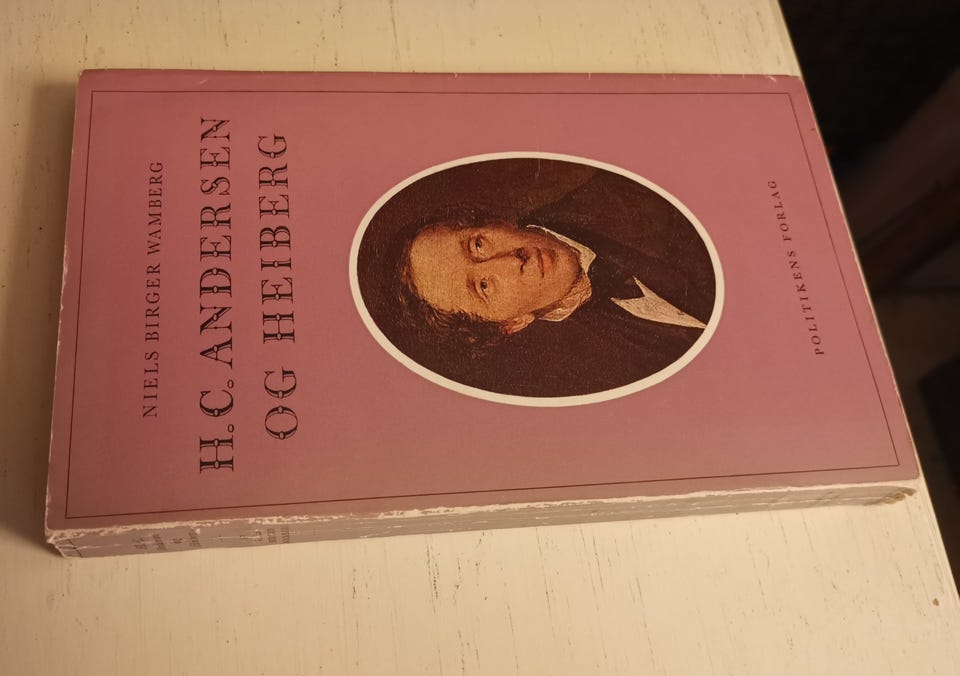 NIELS BIRGER WAMBERG
H.C. ANDERSEN
OG HEIBERG
POLITIKENS FORLAG